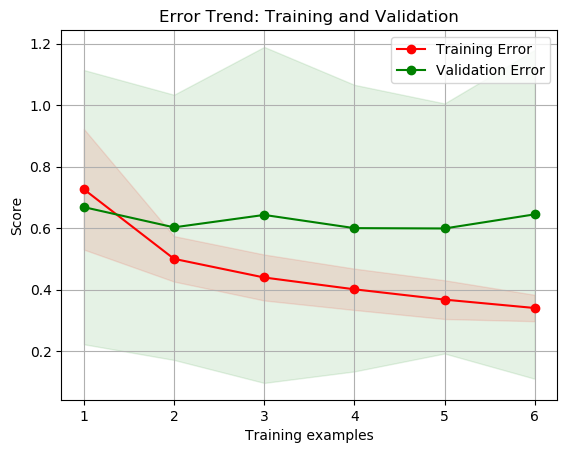 Error Trend: Training and Validation
Training Error
Validation Error
Score
1.2
1.0
0.8
0.6
0.4
0.2
1 2 3 4 5 6
Training examples